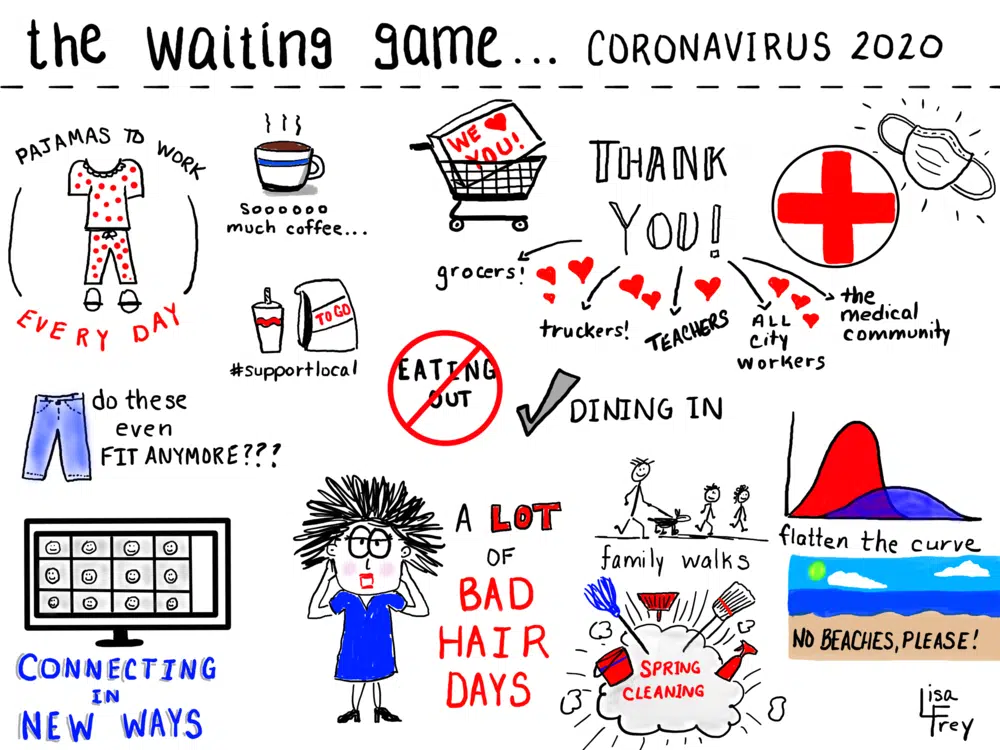 the waiting game... CORONAVIRUS 2020
PAJAMAS TO WORK
EVERY DAY
Soooooo
much coffee...
WE ♥
YOU!
THANK
YOU!
grocers!
truckers!
TEACHERS
ALL
City
workers
the
medical
community
TO GO
#supportlocal
EATING
OUT
DINING IN
do these
even
FIT ANYMORE???
CONNECTING
IN
NEW WAYS
A LOT
OF
BAD
HAIR
DAYS
family walks
SPRING
CLEANING
flatten the curve
NO BEACHES, PLEASE!
Lisa
Frey